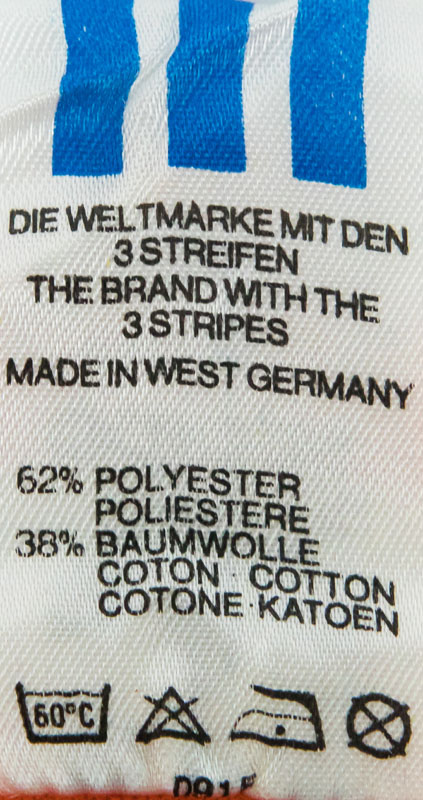 DIE WELTMARKE MIT DEN
3 STREIFEN
THE BRAND WITH THE
3 STRIPES
MADE IN WEST GERMANY
62% POLYESTER
POLIESTERE
38% BAUMWOLLE
COTON · COTTON
COTONE · KATOEN
60°C